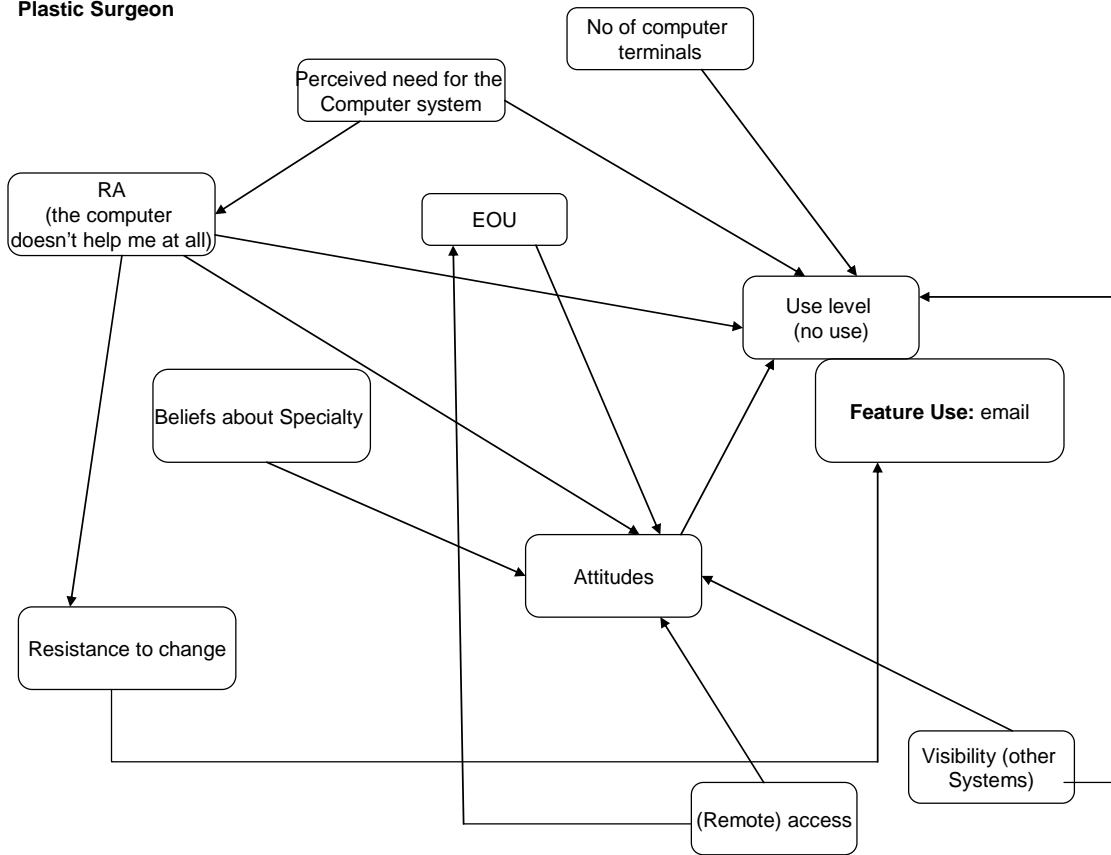 Plastic Surgeon
No of computer
terminals
Perceived need for the
Computer system
RA
(the computer
doesn't help me at all)
EOU
Use level
(no use)
Feature Use: email
Beliefs about Specialty
Attitudes
Resistance to change
Visibility (other
Systems)
(Remote) access